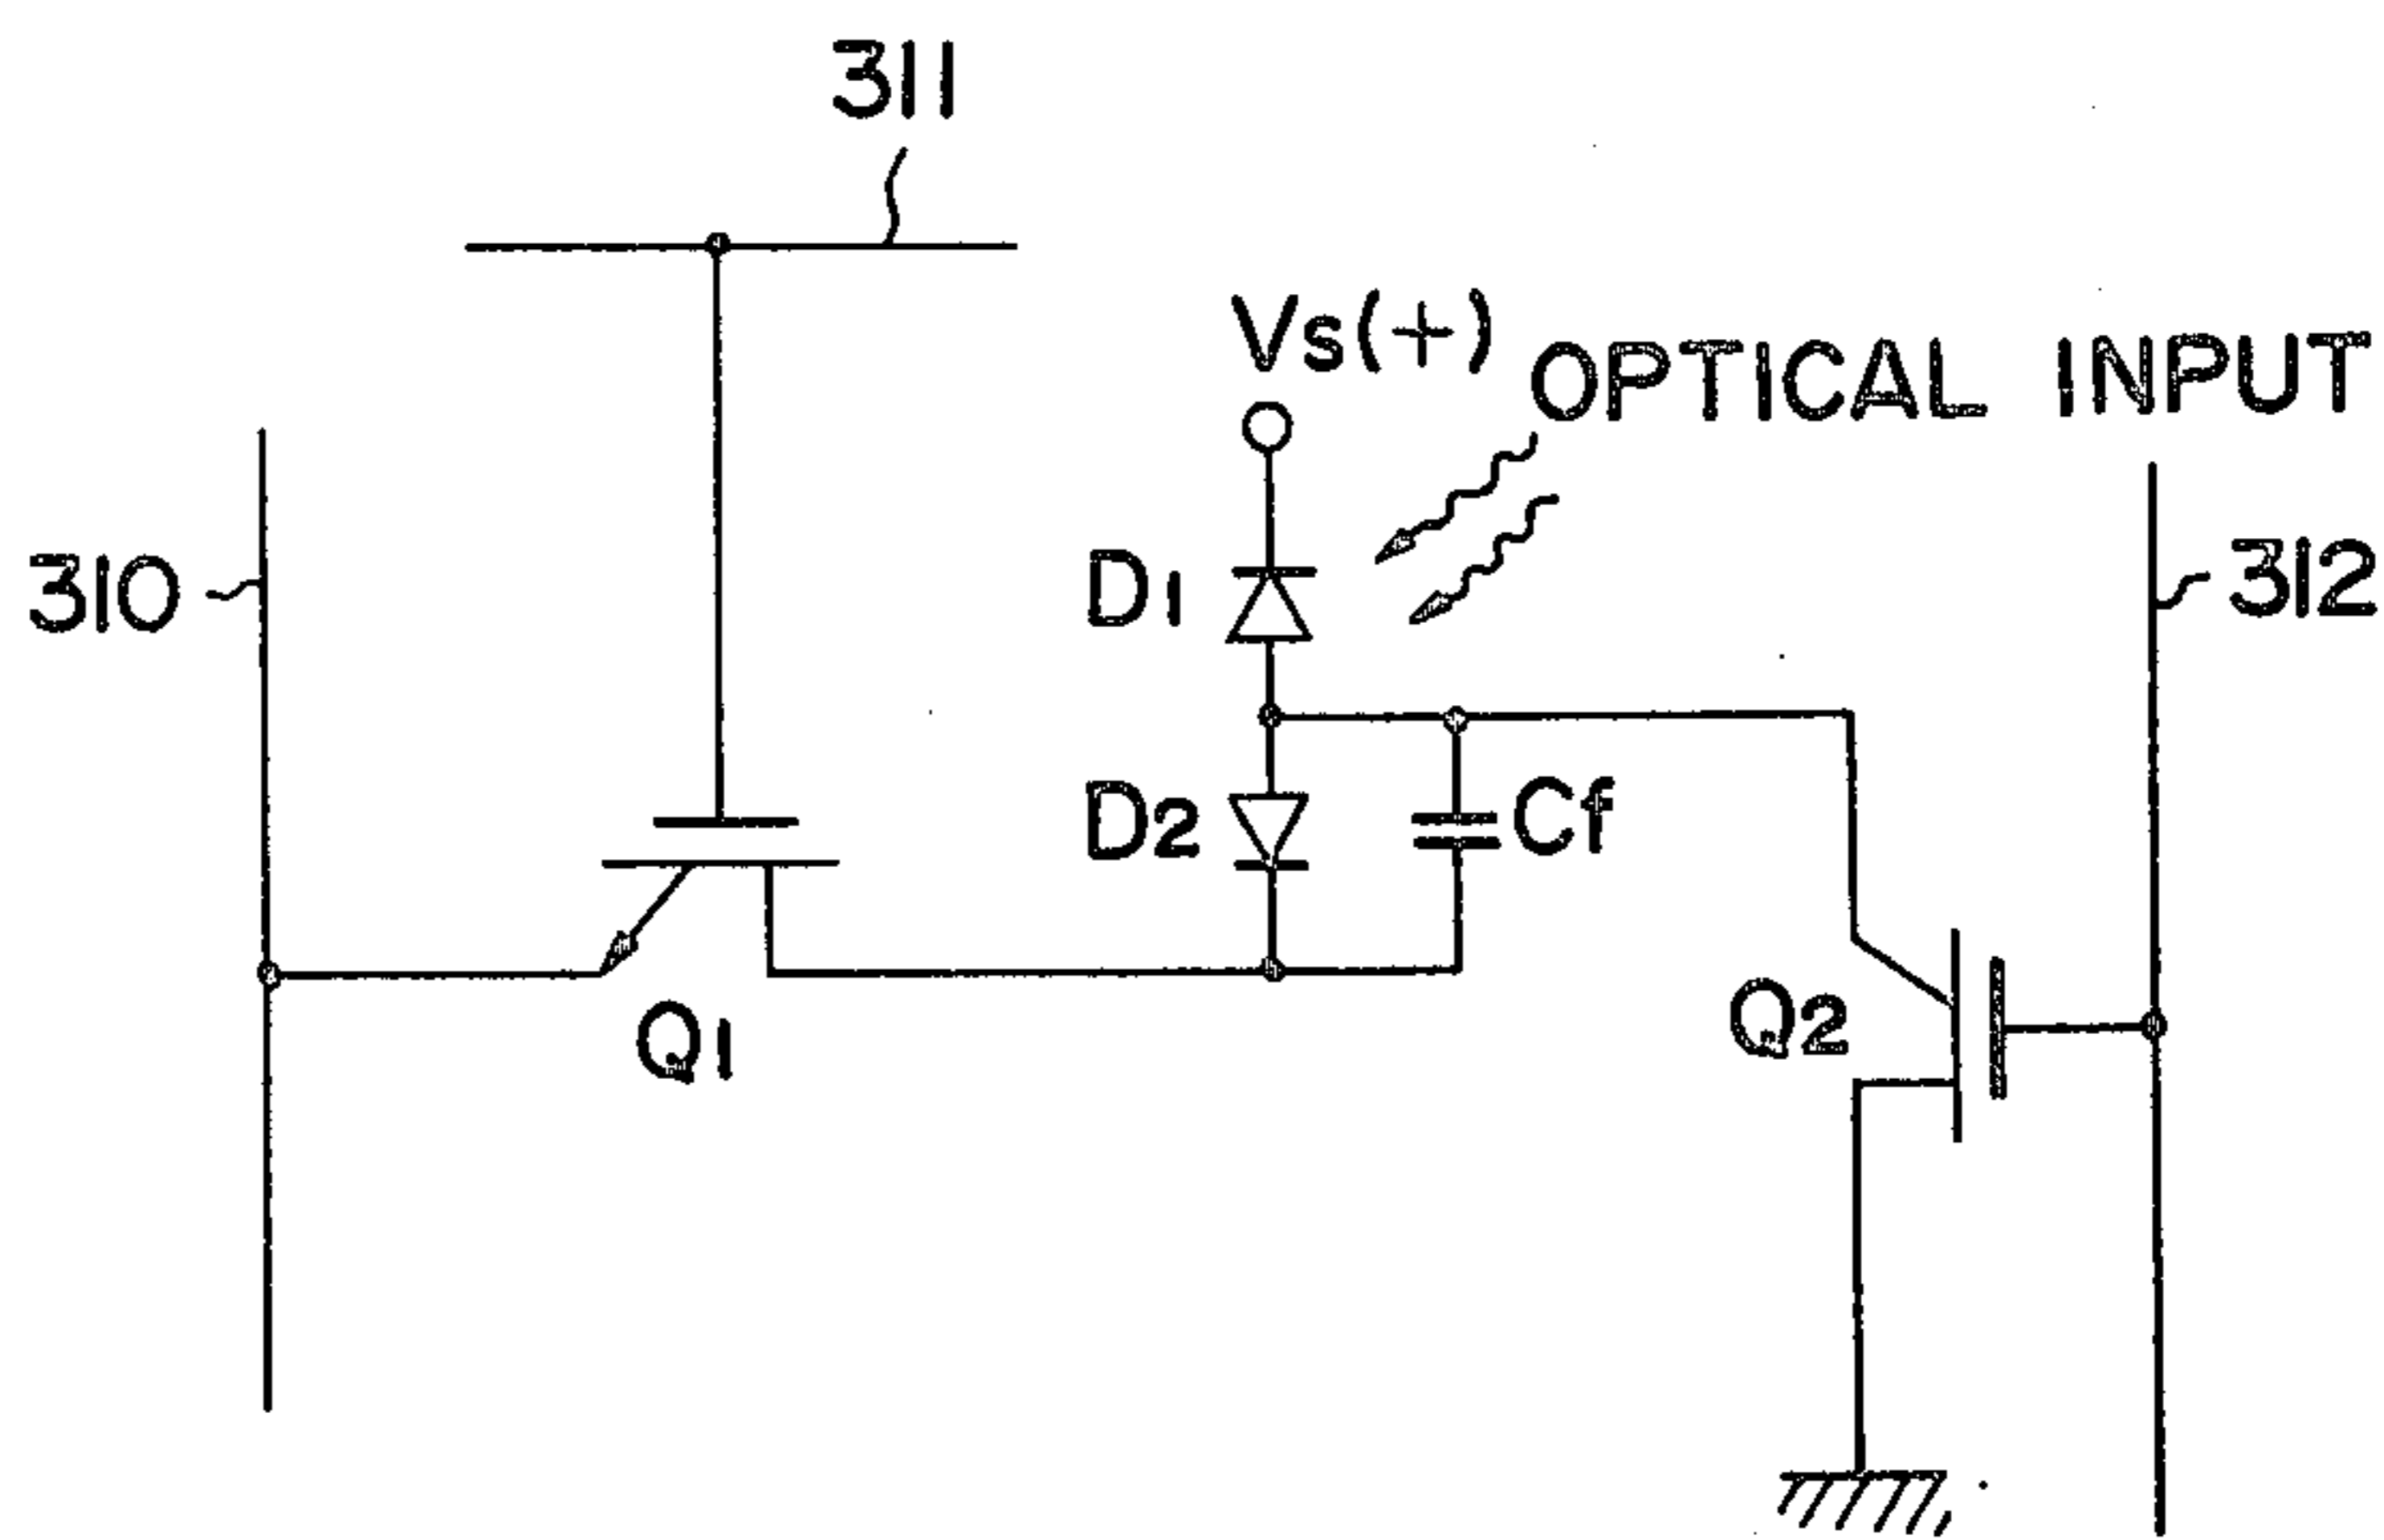 311
Vs(+)
OPTICAL INPUT
310
D1
312
D2
Cf
Q1
Q2